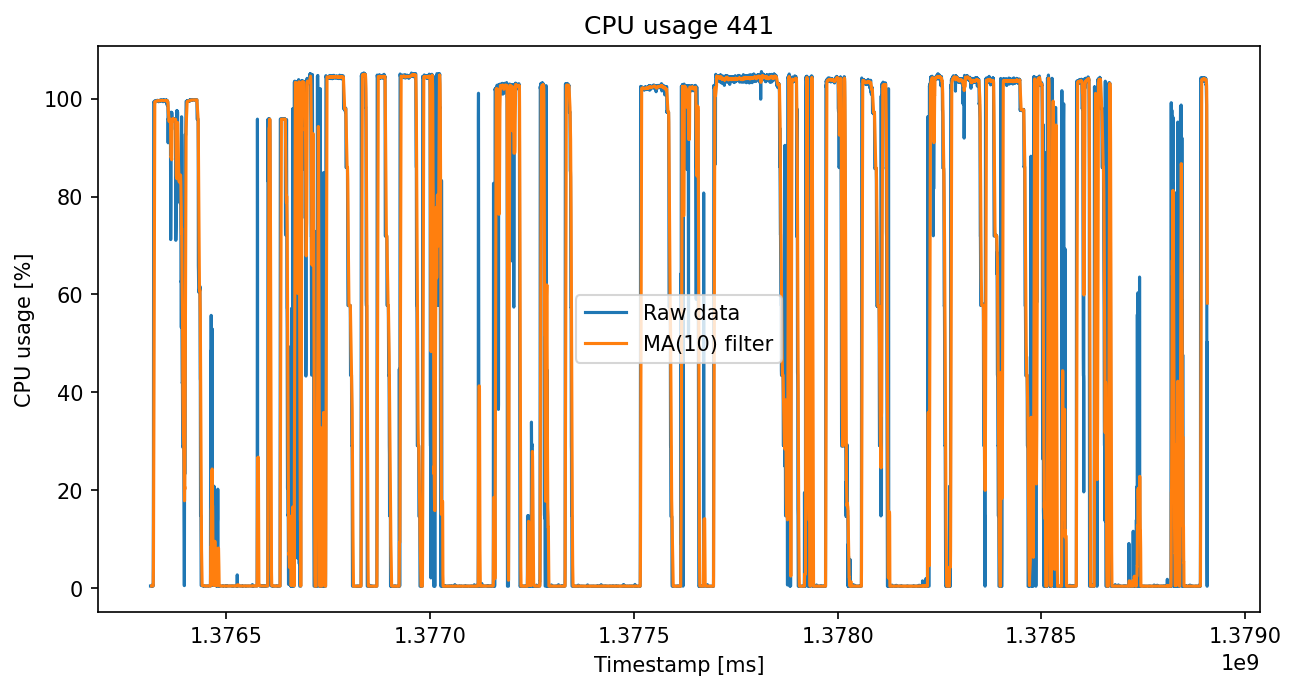 CPU usage 441
CPU usage [%]
100
80
60
40
20
0
Raw data
MA(10) filter
1.3765 1.3770 1.3775 1.3780 1.3785 1.3790
1e9
Timestamp [ms]